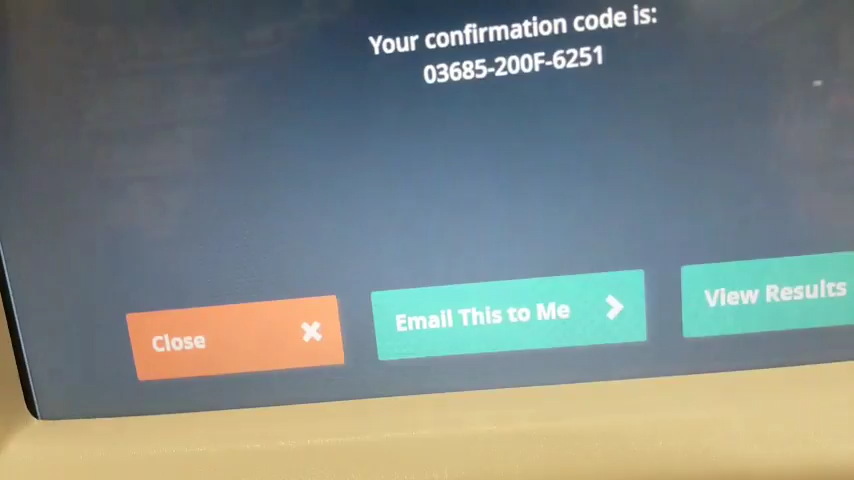 Your confirmation code is:
03685-200F-6251
Close
Email This to Me
View Results